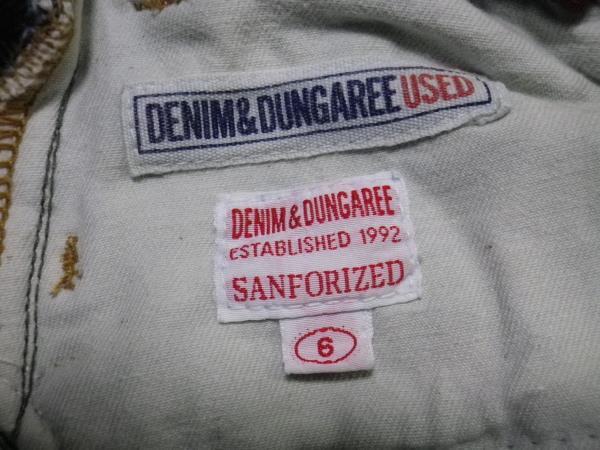 DENIM&DUNGAREE USED
DENIM&DUNGAREE
ESTABLISHED 1992
SANFORIZED
6